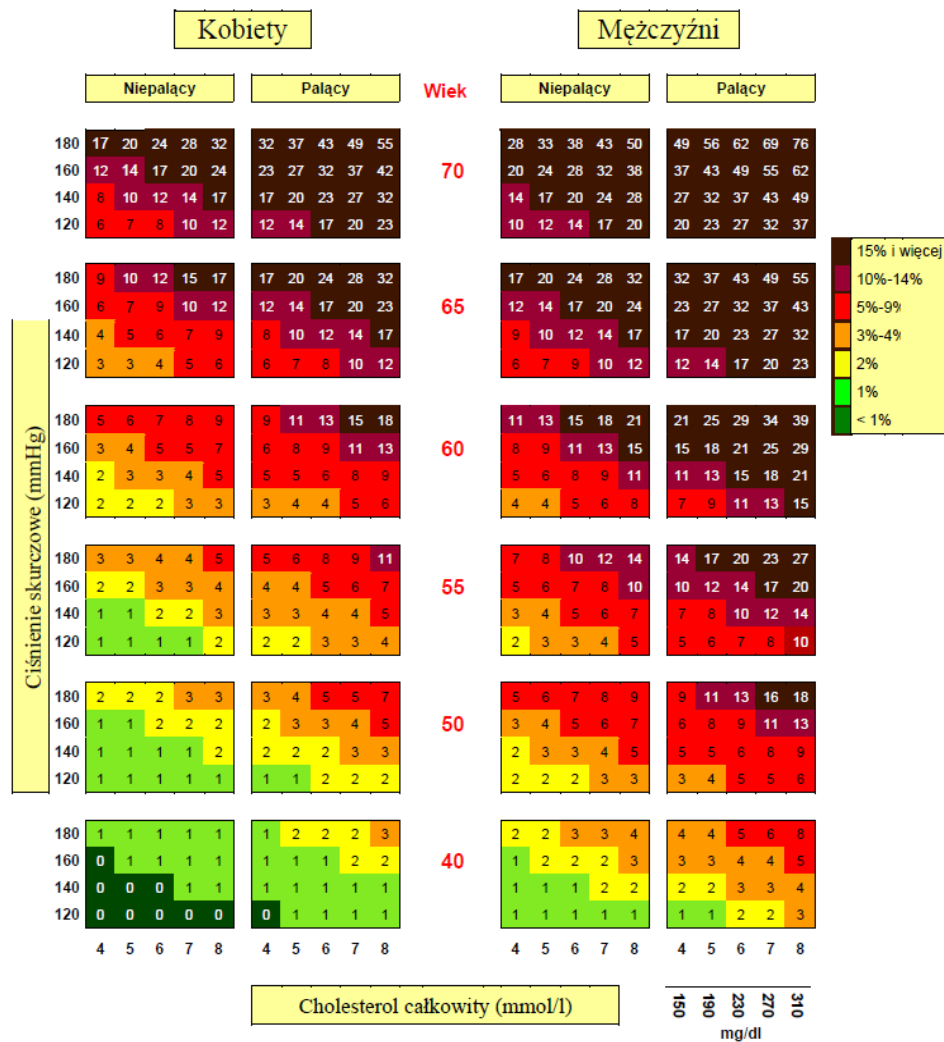 Kobiety Mężczyźni
Niepalący Palący Wiek Niepalący Palący
180 17 20 24 28 32 32 37 43 49 55 28 33 38 43 50 49 56 62 69 76
160 12 14 17 20 24 23 27 32 37 42 70 20 24 28 32 38 37 43 49 55 62
140 8 10 12 14 17 17 20 23 27 32 14 17 20 24 28 27 32 37 43 49
120 6 7 8 10 12 12 14 17 20 23 10 12 14 17 20 20 23 27 32 37
180 9 10 12 15 17 17 20 24 28 32 17 20 24 28 32 32 37 43 49 55
160 6 7 9 10 12 12 14 17 20 23 65 12 14 17 20 24 23 27 32 37 43
140 4 5 6 7 9 8 10 12 14 17 9 10 12 14 17 17 20 23 27 32
120 3 3 4 5 6 6 7 8 10 12 6 7 9 10 12 12 14 17 20 23
180 5 6 7 8 9 9 11 13 15 18 11 13 15 18 21 21 25 29 34 39
160 3 4 5 5 7 6 8 9 11 13 60 8 9 11 13 15 15 18 21 25 29
140 2 3 3 4 5 5 5 6 8 9 5 6 8 9 11 11 13 15 18 21
120 2 2 2 3 3 3 4 4 5 6 4 4 5 6 8 7 9 11 13 15
180 3 3 4 4 5 5 6 8 9 11 7 8 10 12 14 14 17 20 23 27
160 2 2 3 3 4 4 4 5 6 7 55 5 6 7 8 10 10 12 14 17 20
140 1 1 2 2 3 3 3 4 4 5 3 4 5 6 7 7 8 10 12 14
120 1 1 1 1 2 2 2 3 3 4 2 3 3 4 5 5 6 7 8 10
180 2 2 2 3 3 3 4 5 5 7 5 6 7 8 9 9 11 13 16 18
160 1 1 2 2 2 2 3 3 4 5 50 3 4 5 6 7 6 8 9 11 13
140 1 1 1 1 2 2 2 2 3 3 2 3 3 4 5 5 5 6 8 9
120 1 1 1 1 1 1 1 2 2 2 2 2 2 3 3 3 4 5 5 6
180 1 1 1 1 1 1 2 2 2 3 2 2 3 3 4 4 4 5 6 8
160 0 1 1 1 1 1 1 1 2 2 40 1 2 2 2 3 3 3 4 4 5
140 0 0 0 1 1 1 1 1 1 1 1 1 1 2 2 2 2 3 3 4
120 0 0 0 0 0 0 1 1 1 1 1 1 1 1 1 1 1 2 2 3
4 5 6 7 8 4 5 6 7 8 4 5 6 7 8 4 5 6 7 8
Ciśnienie skurczowe (mmHg)
15% i więcej
10%-14%
5%-9%
3%-4%
2%
1%
< 1%
Cholesterol całkowity (mmol/l)
150 190 230 270 310
mg/dl